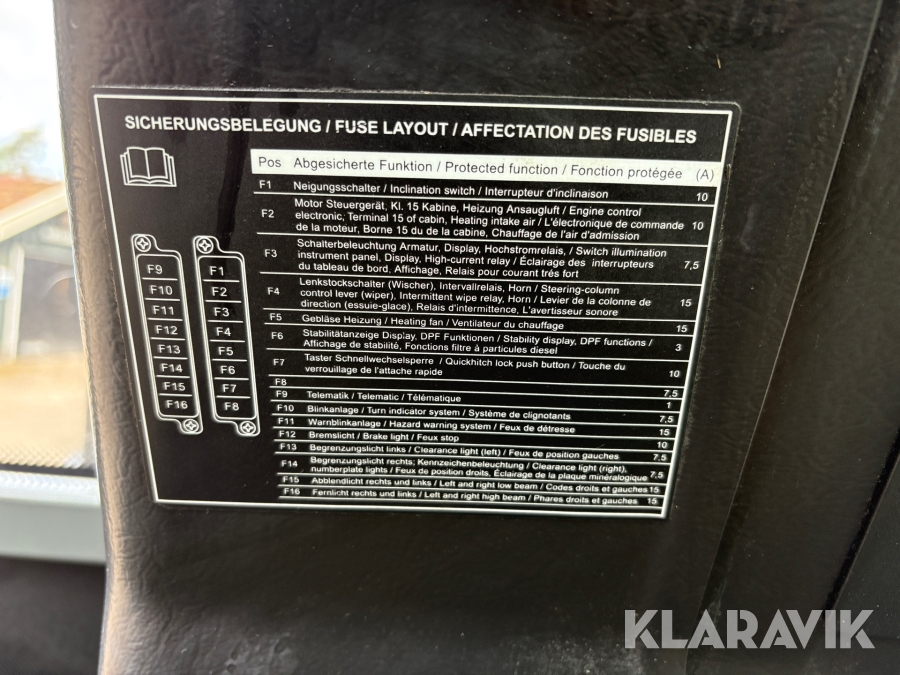 SICHERUNGSBELEGUNG / FUSE LAYOUT / AFFECTATION DES FUSIBLES
Pos Abgesicherte Funktion / Protected function / Fonction protégée (A)
F1 Neigungsschalter / Inclination switch / Interrupteur d'inclinaison 10
F2 Motor Steuergerät, Kl. 15 Kabine, Heizung Ansaugluft / Engine control
electronic, Terminal 15 of cabin, Heating intake air / L'électronique de commande 10
de la moteur, Borne 15 du de la cabine, Chauffage de l'air d'admission
F3 Schalterbeleuchtung Armatur, Display, Hochstromrelais, / Switch illumination
instrument panel, Display, High-current relay / Éclairage des interrupteurs 7,5
du tableau de bord, Affichage, Relais pour courant trés fort
F4 Lenkstockschalter (Wischer), Intervallrelais, Horn / Steering-column
control lever (wiper), Intermittent wipe relay, Horn / Levier de la colonne de 15
direction (essuie-glace), Relais d'intermittence, L'avertisseur sonore
F5 Gebläse Heizung / Heating fan / Ventilateur du chauffage 15
F6 Stabilitätanzeige Display, DPF Funktionen / Stability display, DPF functions / 3
Affichage de stabilité, Fonctions filtre à particules diesel
F7 Taster Schnellwechselsperre / Quickhitch lock push button / Touche du 10
verrouillage de l'attache rapide
F8 7,5
F9 Telematik / Telematic / Télématique 1
F10 Blinkanlage / Turn indicator system / Système de clignotants 7,5
F11 Warnblinkanlage / Hazard warning system / Feux de détresse 15
F12 Bremslicht / Brake light / Feux stop 10
F13 Begrenzungslicht links / Clearance light (left) / Feux de position gauches 7,5
F14 Begrenzungslicht rechts; Kennzeichenbeleuchtung / Clearance light (right),
numberplate lights / Feux de position droits, Éclairage de la plaque minéralogique 7,5
F15 Abblendlicht rechts und links / Left and right low beam / Codes droits et gauches 15
F16 Fernlicht rechts und links / Left and right high beam / Phares droits et gauches 15
F9 F1
F10 F2
F11 F3
F12 F4
F13 F5
F14 F6
F15 F7
F16 F8
KLARAVIK